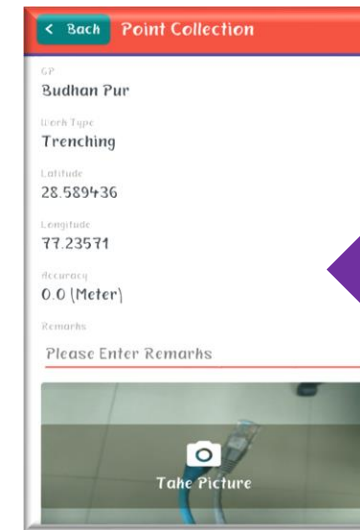 < Back Point Collection
GP
Budhan Pur
Work Type
Trenching
Latitude
28.589436
Longitude
77.23571
Accuracy
0.0 (Meter)
Remarks
Please Enter Remarks
Take Picture